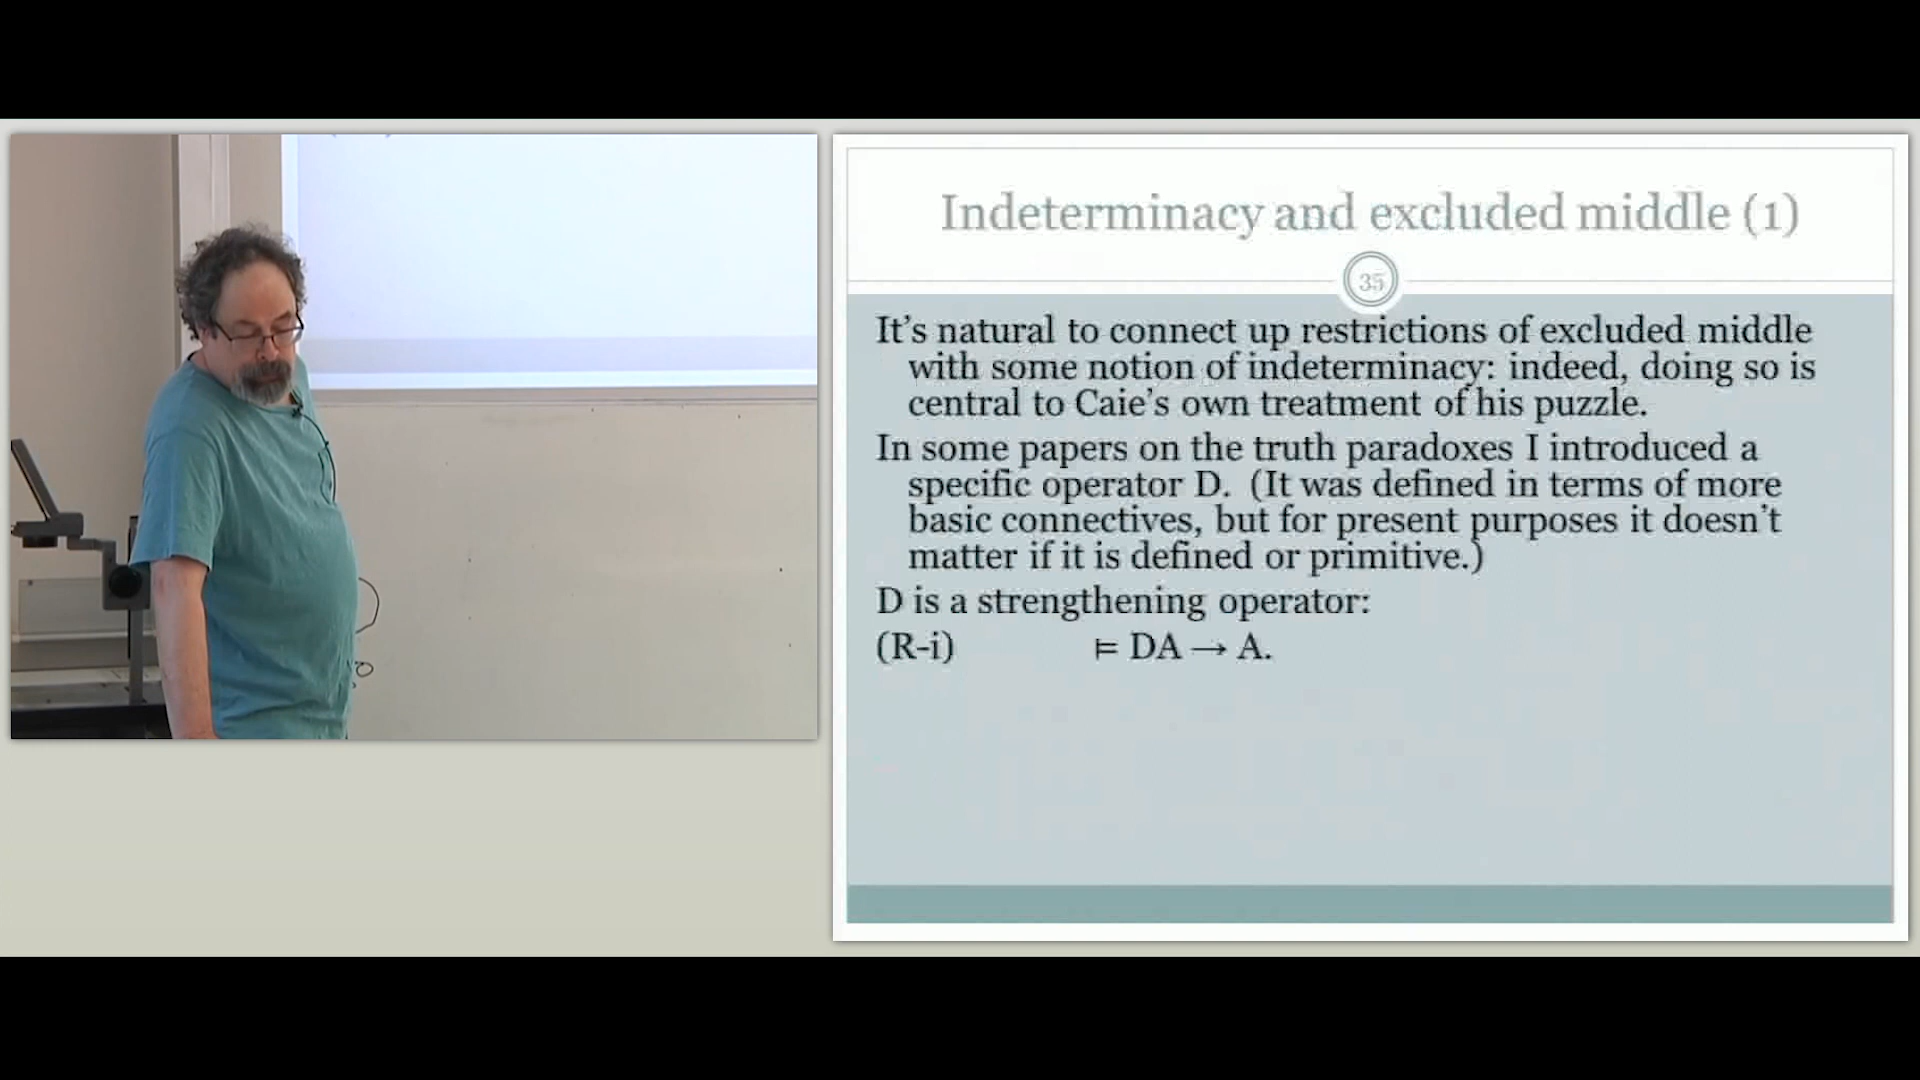 Indeterminacy and excluded middle (1)
35
It’s natural to connect up restrictions of excluded middle
with some notion of indeterminacy: indeed, doing so is
central to Caie’s own treatment of his puzzle.
In some papers on the truth paradoxes I introduced a
specific operator D. (It was defined in terms of more
basic connectives, but for present purposes it doesn’t
matter if it is defined or primitive.)
D is a strengthening operator:
(R-i) ⊨ DA → A.